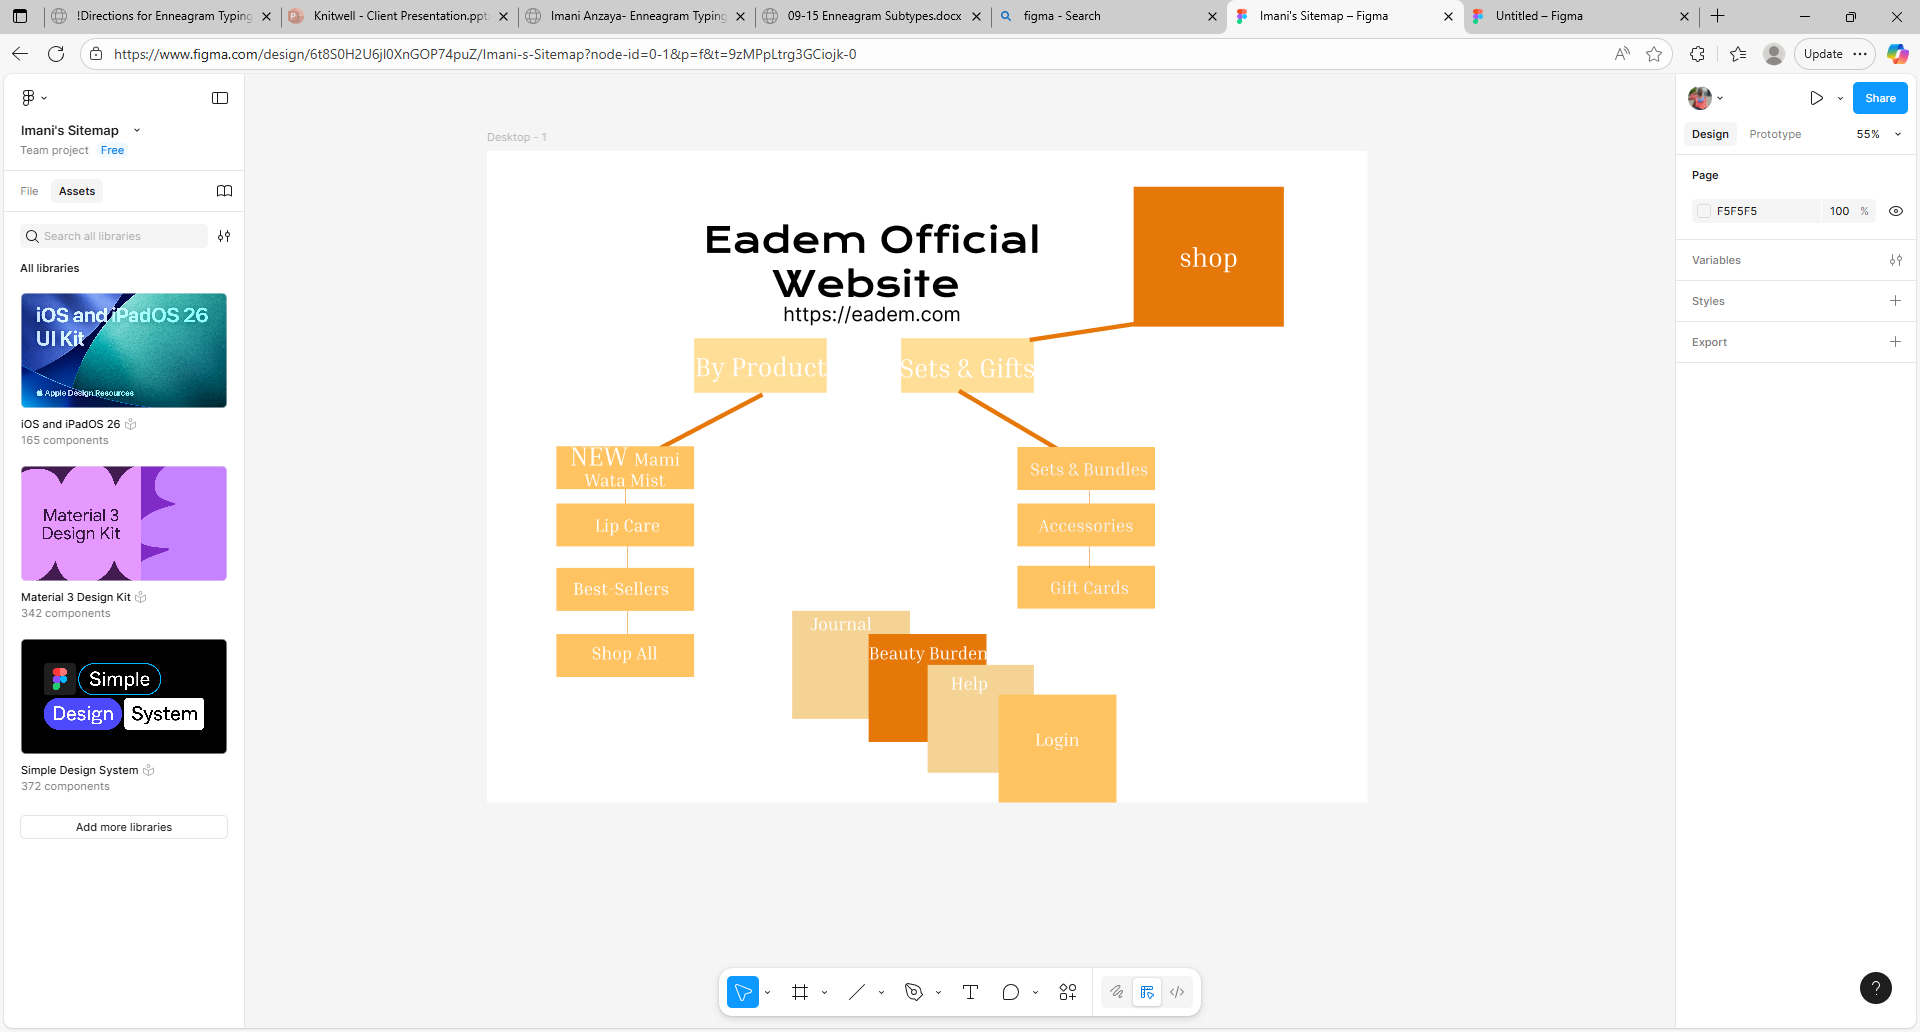 !Directions for Enneagram Typing
Knitwell - Client Presentation.ppt
Imani Anzaya- Enneagram Typing
09-15 Enneagram Subtypes.docx
figma - Search
Imani's Sitemap – Figma
Untitled – Figma
https://www.figma.com/design/6t8S0H2U6jl0XnGOP74puZ/Imani-s-Sitemap?node-id=0-1&p=f&t=9zMPpLtrg3GCiojk-0
Update
Imani's Sitemap
Team project Free
File Assets
Search all libraries
All libraries
iOS and iPadOS 26
UI Kit
Apple Design Resources
iOS and iPadOS 26
165 components
Material 3
Design Kit
Material 3 Design Kit
342 components
Simple
Design System
Simple Design System
372 components
Add more libraries
Desktop - 1
Eadem Official
Website
https://eadem.com
shop
By Product
Sets & Gifts
NEW Mami
Wata Mist
Lip Care
Best-Sellers
Shop All
Sets & Bundles
Accessories
Gift Cards
Journal
Beauty Burden
Help
Login
Share
Design Prototype 55%
Page
F5F5F5 100 %
Variables
Styles
Export
?